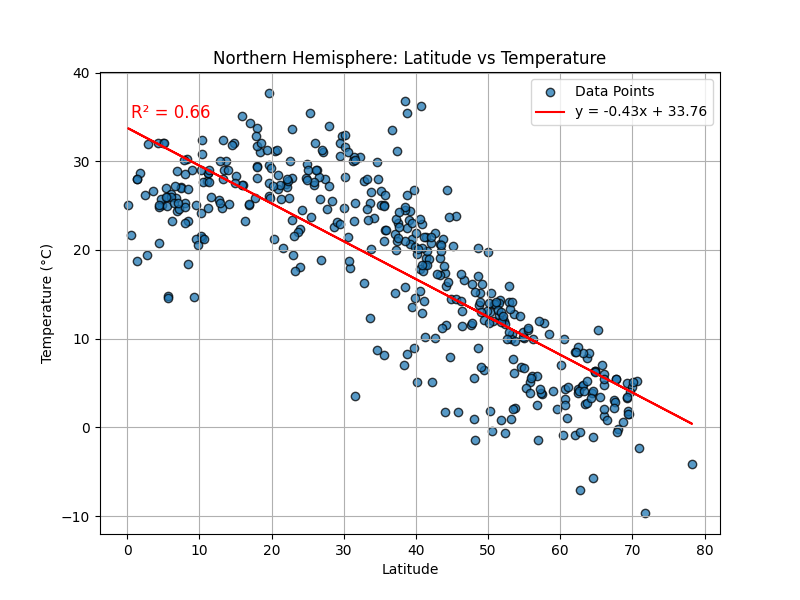 Northern Hemisphere: Latitude vs Temperature
40
30
20
10
0
−10
Temperature (°C)
R² = 0.66
Data Points
y = -0.43x + 33.76
0 10 20 30 40 50 60 70 80
Latitude